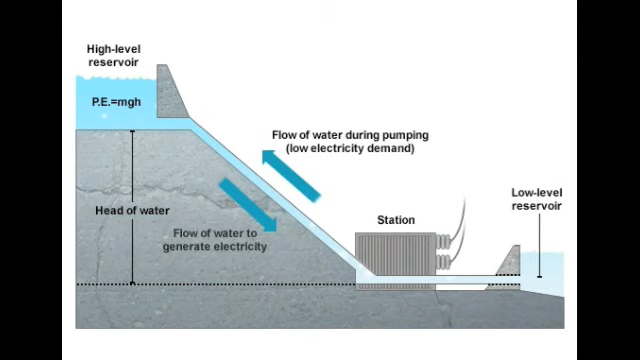 High-level
reservoir
P.E.=mgh
Flow of water during pumping
(low electricity demand)
Low-level
reservoir
Head of water
Station
Flow of water to
generate electricity